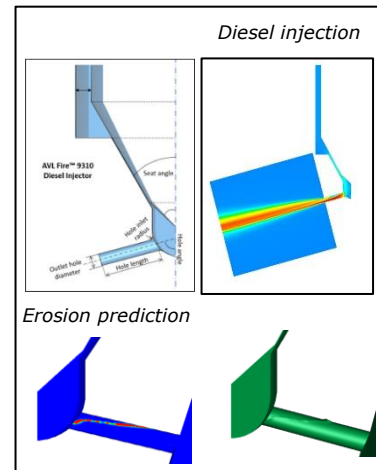 Diesel injection
AVL Fire™ 9310
Diesel Injector
Seat angle
Hole inlet
radius
Hole angle
Outlet hole
diameter
Hole length
Erosion prediction